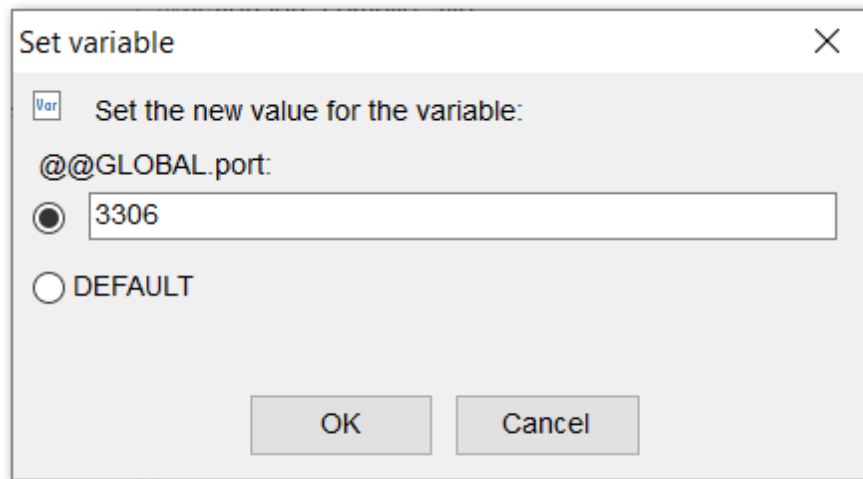 Set variable
Var
Set the new value for the variable:
@@GLOBAL.port:
3306
DEFAULT
OK Cancel